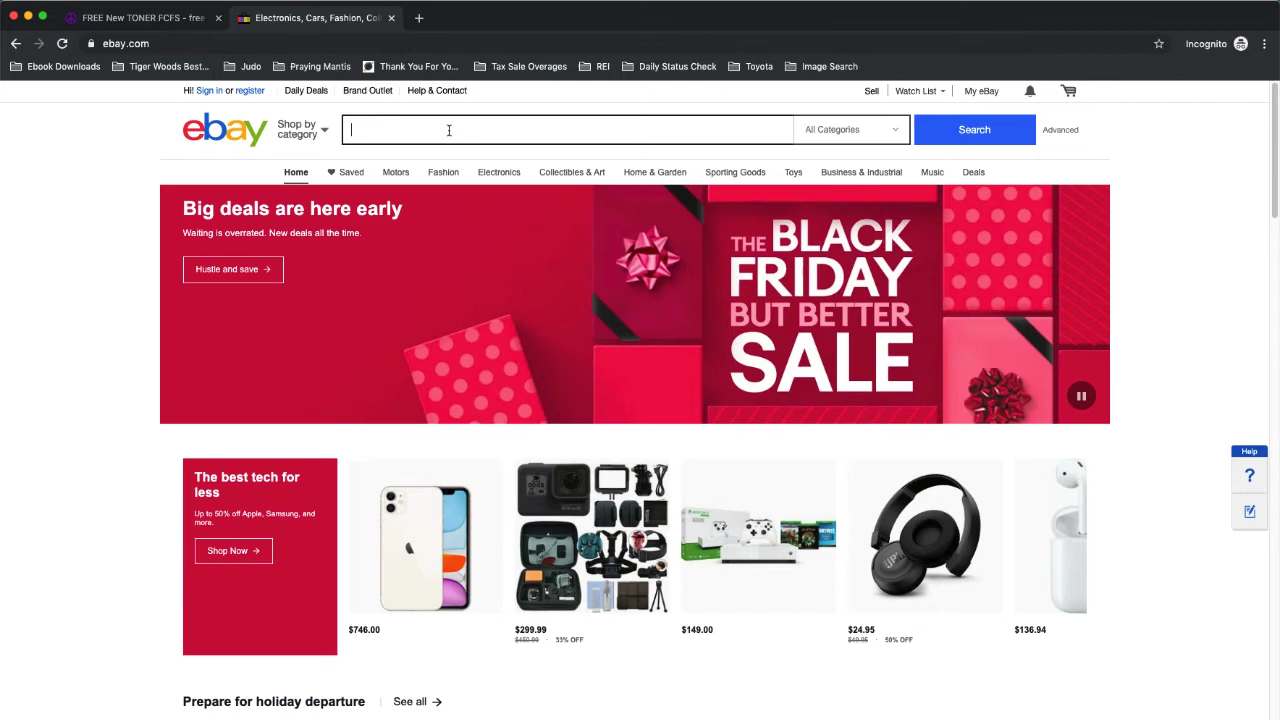 FREE New TONER FCFS - free
Electronics, Cars, Fashion, Co
ebay.com
Incognito
Ebook Downloads
Tiger Woods Best...
Judo
Praying Mantis
Thank You For Yo...
Tax Sale Overages
REI
Daily Status Check
Toyota
Image Search
Hi! Sign in or register
Daily Deals
Brand Outlet
Help & Contact
Sell
Watch List
My eBay
ebay
Shop by
category
All Categories
Search
Advanced
Home
Saved
Motors
Fashion
Electronics
Collectibles & Art
Home & Garden
Sporting Goods
Toys
Business & Industrial
Music
Deals
Big deals are here early
Waiting is overrated. New deals all the time.
Hustle and save
THE BLACK
FRIDAY
BUT BETTER
SALE
Help
?
The best tech for
less
Up to 50% off Apple, Samsung, and
more.
Shop Now
$746.00
$299.99
33% OFF
$149.00
$24.95
$49.95
50% OFF
$136.94
Prepare for holiday departure
See all